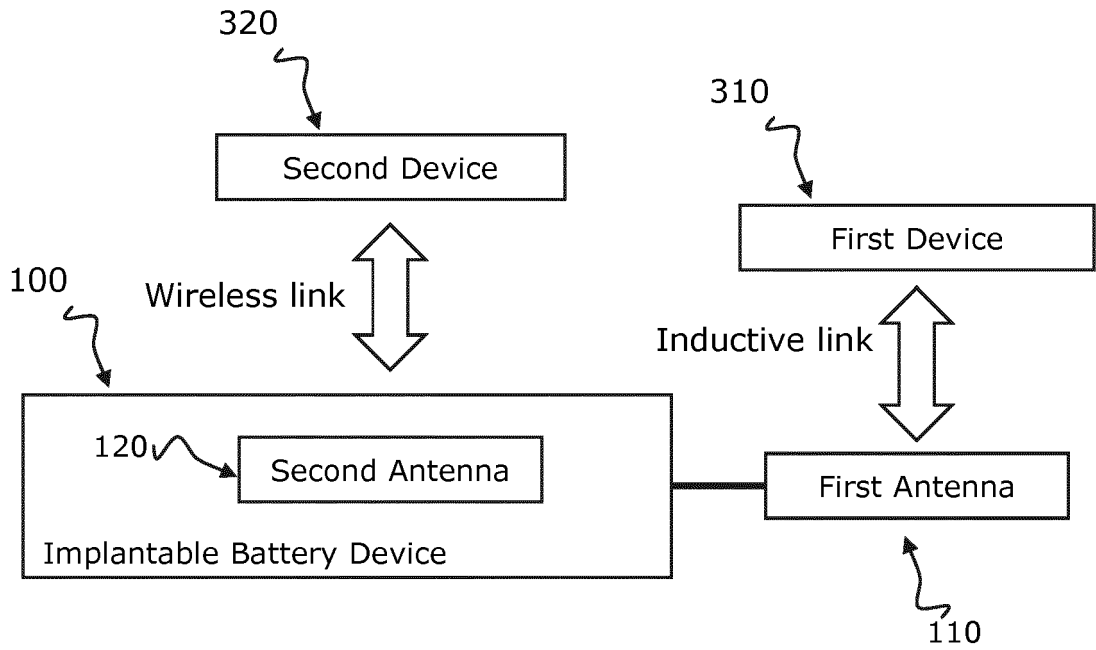 320
310
Second Device
First Device
100
Wireless link
Inductive link
120
Second Antenna
First Antenna
Implantable Battery Device
110